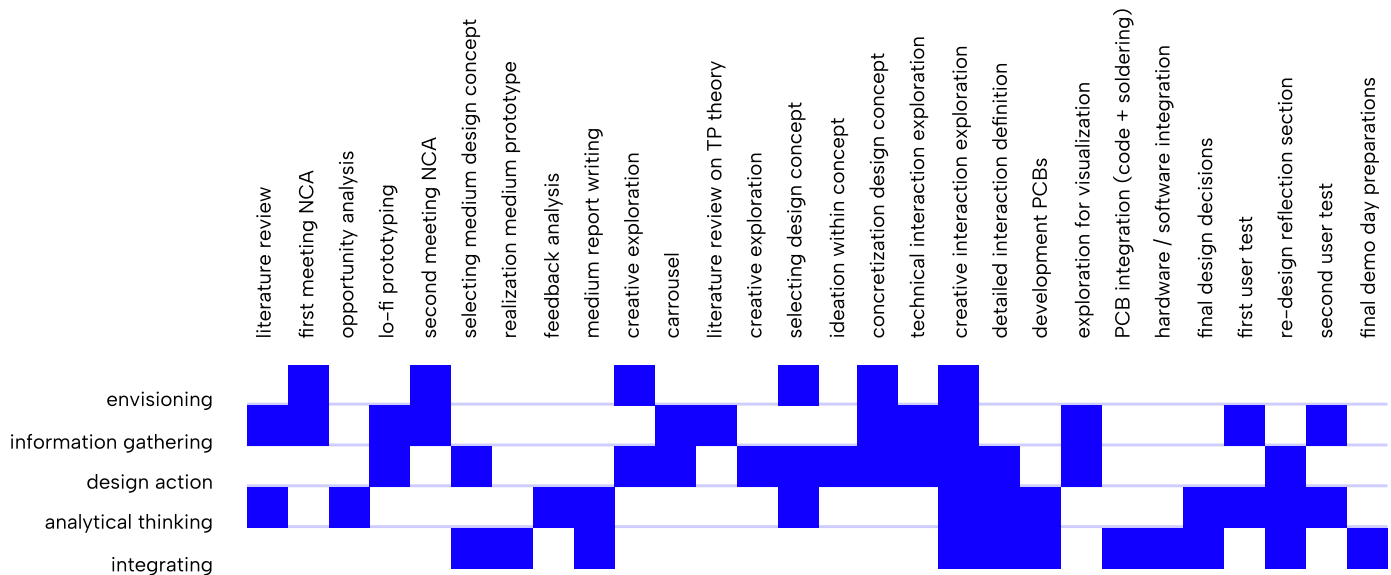 literature review
first meeting NCA
opportunity analysis
lo-fi prototyping
second meeting NCA
selecting medium design concept
realization medium prototype
feedback analysis
medium report writing
creative exploration
carrousel
literature review on TP theory
creative exploration
selecting design concept
ideation within concept
concretization design concept
technical interaction exploration
creative interaction exploration
detailed interaction definition
development PCBs
exploration for visualization
PCB integration (code + soldering)
hardware / software integration
final design decisions
first user test
re-design reflection section
second user test
final demo day preparations
envisioning
information gathering
design action
analytical thinking
integrating